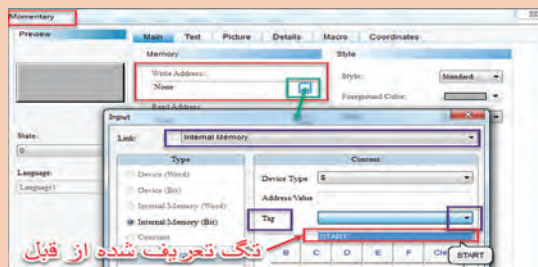 Momentary
Preview
Main Text Picture Details Macro Coordinates
Memory
Style
Write Address:
None
Style:
Standard
Read Address
Foreground Color:
State:
0
Language:
Language1
Input
Link:
Internal Memory
Type
Content
Device (Word)
Device (Bit)
Internal Memory (Word)
Internal Memory (Bit)
Constant
Device Type
$
Address/Value
Tag
START
B C D E F Cle
START
تگ تعریف شده از قبل